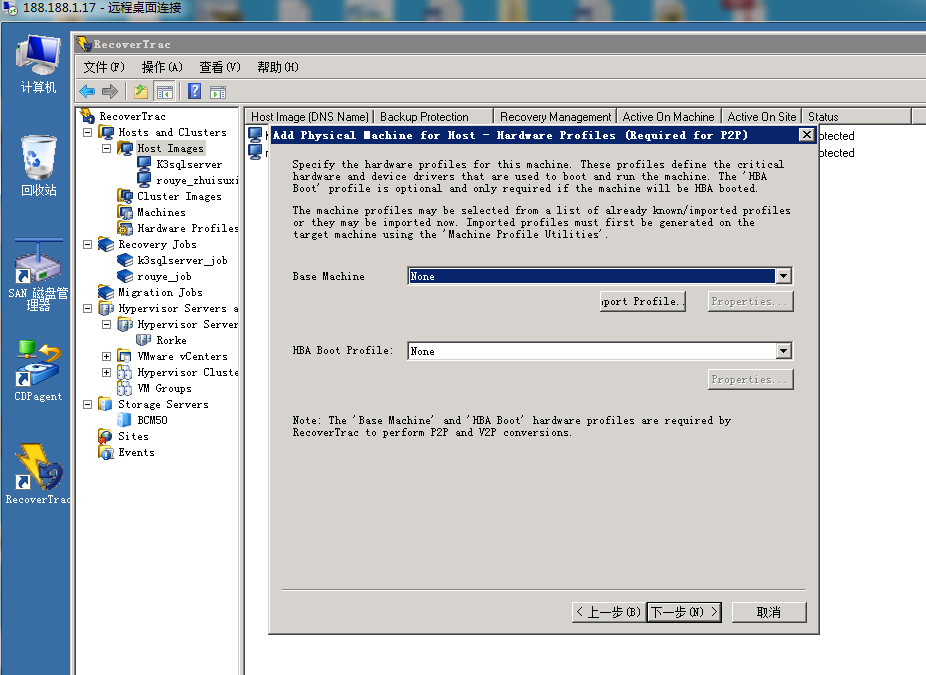 188.188.1.17 - 远程桌面连接
RecoverTrac
文件(F) 操作(A) 查看(V) 帮助(H)
计算机
回收站
SAN 磁盘管
理器
CDPagent
RecoverTrac
RecoverTrac
Hosts and Clusters
Host Images
K3sqlserver
rouye_zhuisuxi
Cluster Images
Machines
Hardware Profiles
Recovery Jobs
k3sqlserver_job
rouye_job
Migration Jobs
Hypervisor Servers a
Hypervisor Server
Rorke
VMware vCenters
Hypervisor Cluste
VM Groups
Storage Servers
BCM50
Sites
Events
Host Image (DNS Name) Backup Protection Recovery Management Active On Machine Active On Site Status
otected
otected
Add Physical Machine for Host - Hardware Profiles (Required for P2P)
Specify the hardware profiles for this machine. These profiles define the critical
hardware and device drivers that are used to boot and run the machine. The 'HBA
Boot' profile is optional and only required if the machine will be HBA booted.
The machine profiles may be selected from a list of already known/imported profiles
or they may be imported now. Imported profiles must first be generated on the
target machine using the 'Machine Profile Utilities'.
Base Machine None
port Profile.. Properties...
HBA Boot Profile: None
Properties...
Note: The 'Base Machine' and 'HBA Boot' hardware profiles are required by
RecoverTrac to perform P2P and V2P conversions.
< 上一步(B) 下一步(N) > 取消